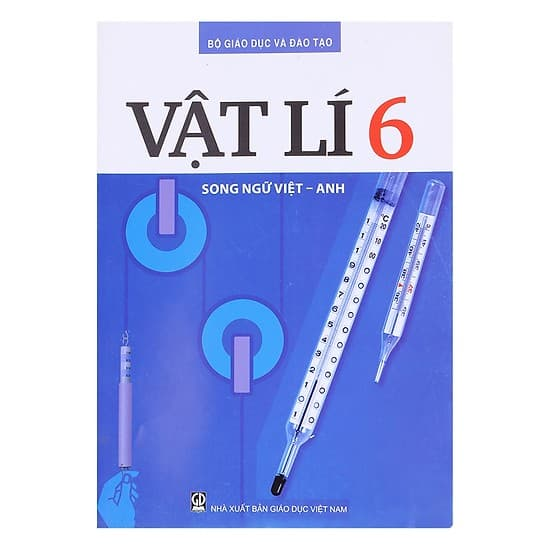 BỘ GIÁO DỤC VÀ ĐÀO TẠO
VẬT LÍ 6
SONG NGỮ VIỆT – ANH
NHÀ XUẤT BẢN GIÁO DỤC VIỆT NAM